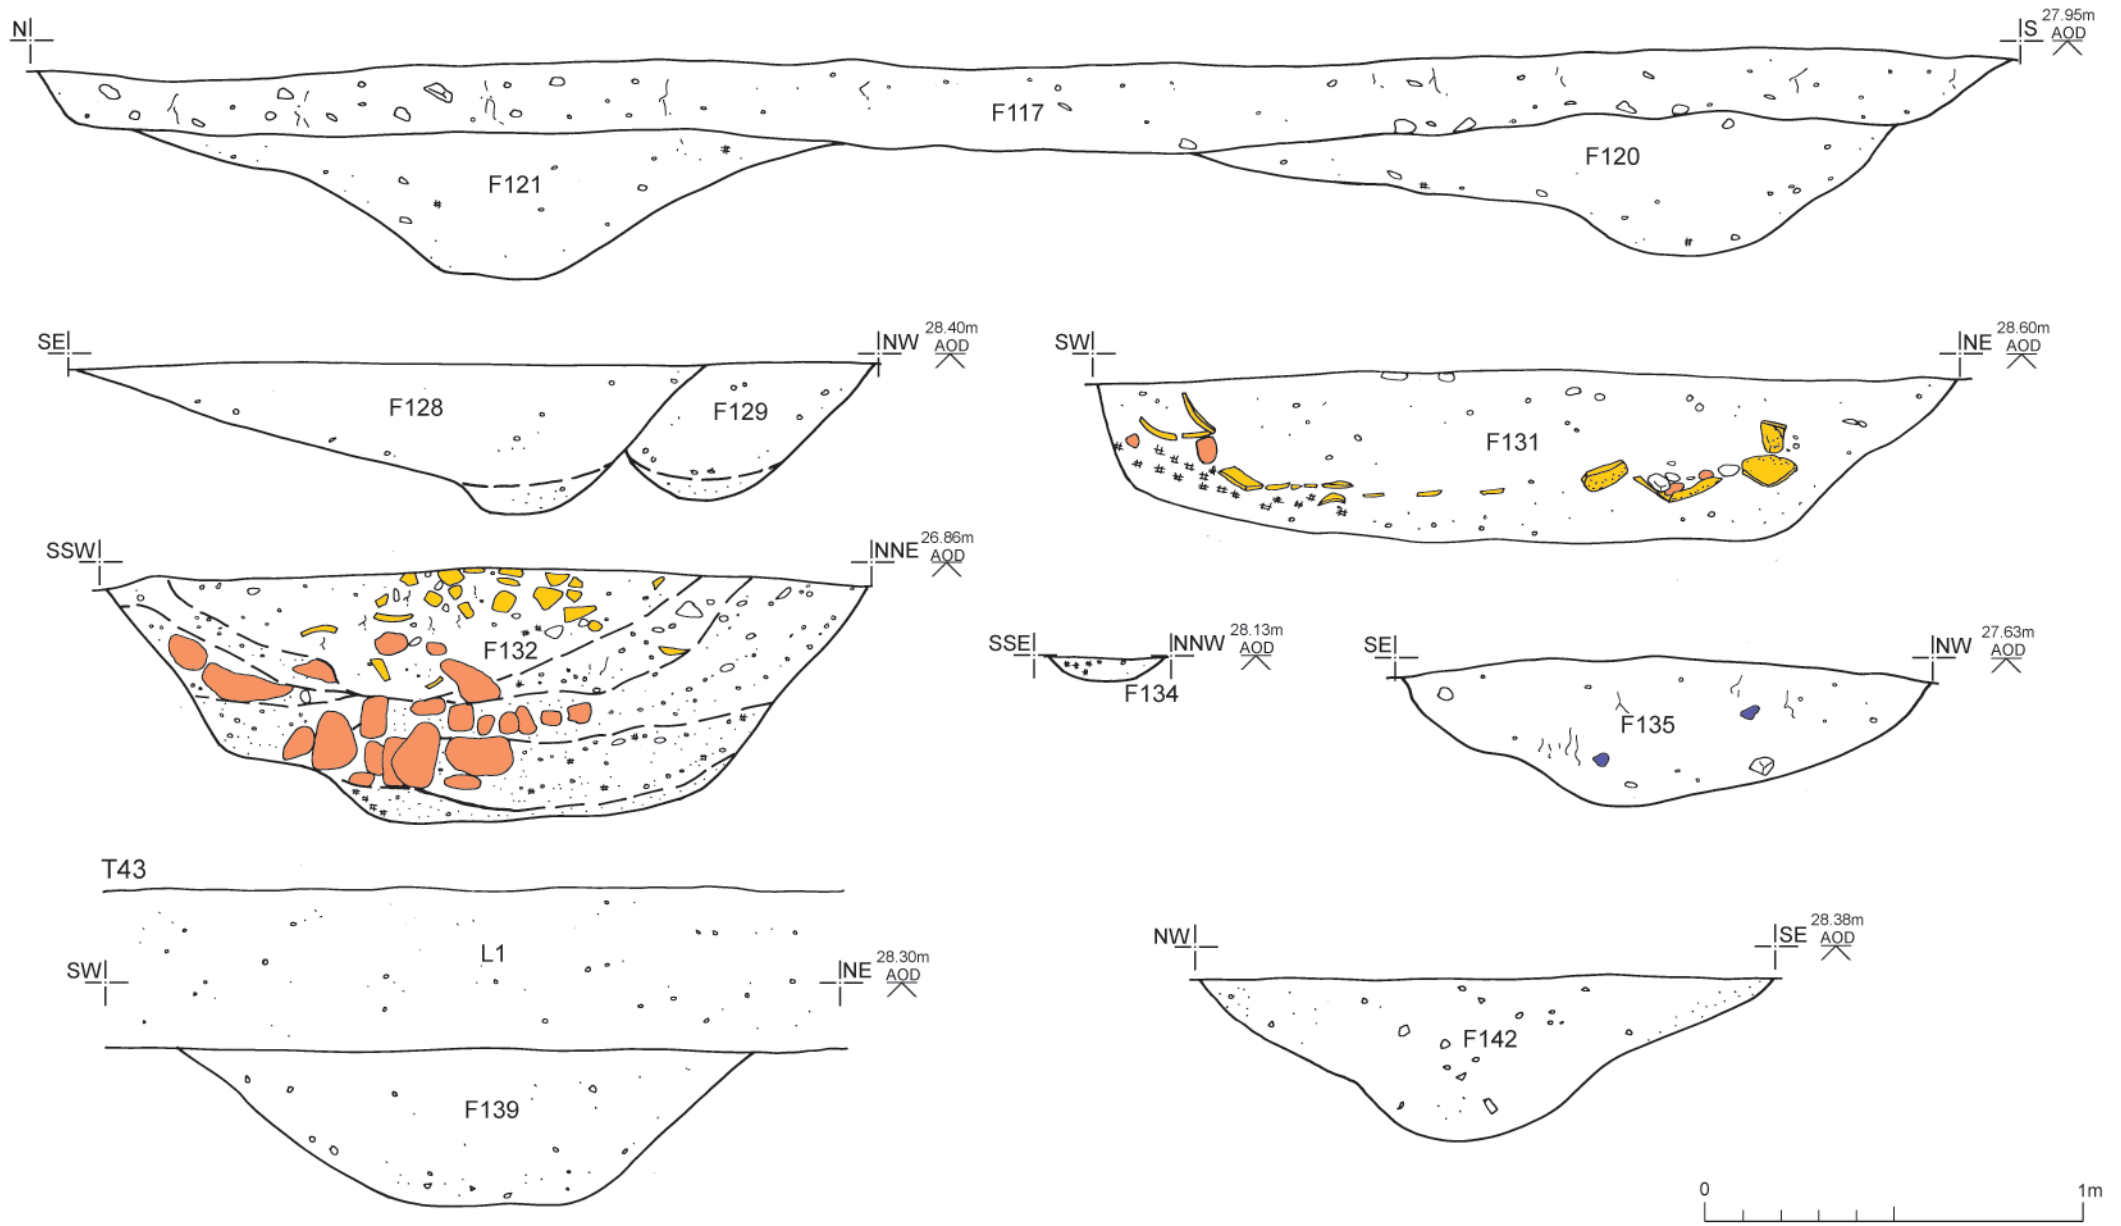 N S 27.95m AOD
F117
F121 F120
SE NW 28.40m AOD
F128 F129
SW NE 28.60m AOD
F131
SSW NNE 26.86m AOD
F132
SSE NNW 28.13m AOD
F134
SE NW 27.63m AOD
F135
T43
L1
SW NE 28.30m AOD
F139
NW SE 28.38m AOD
F142
0 1m